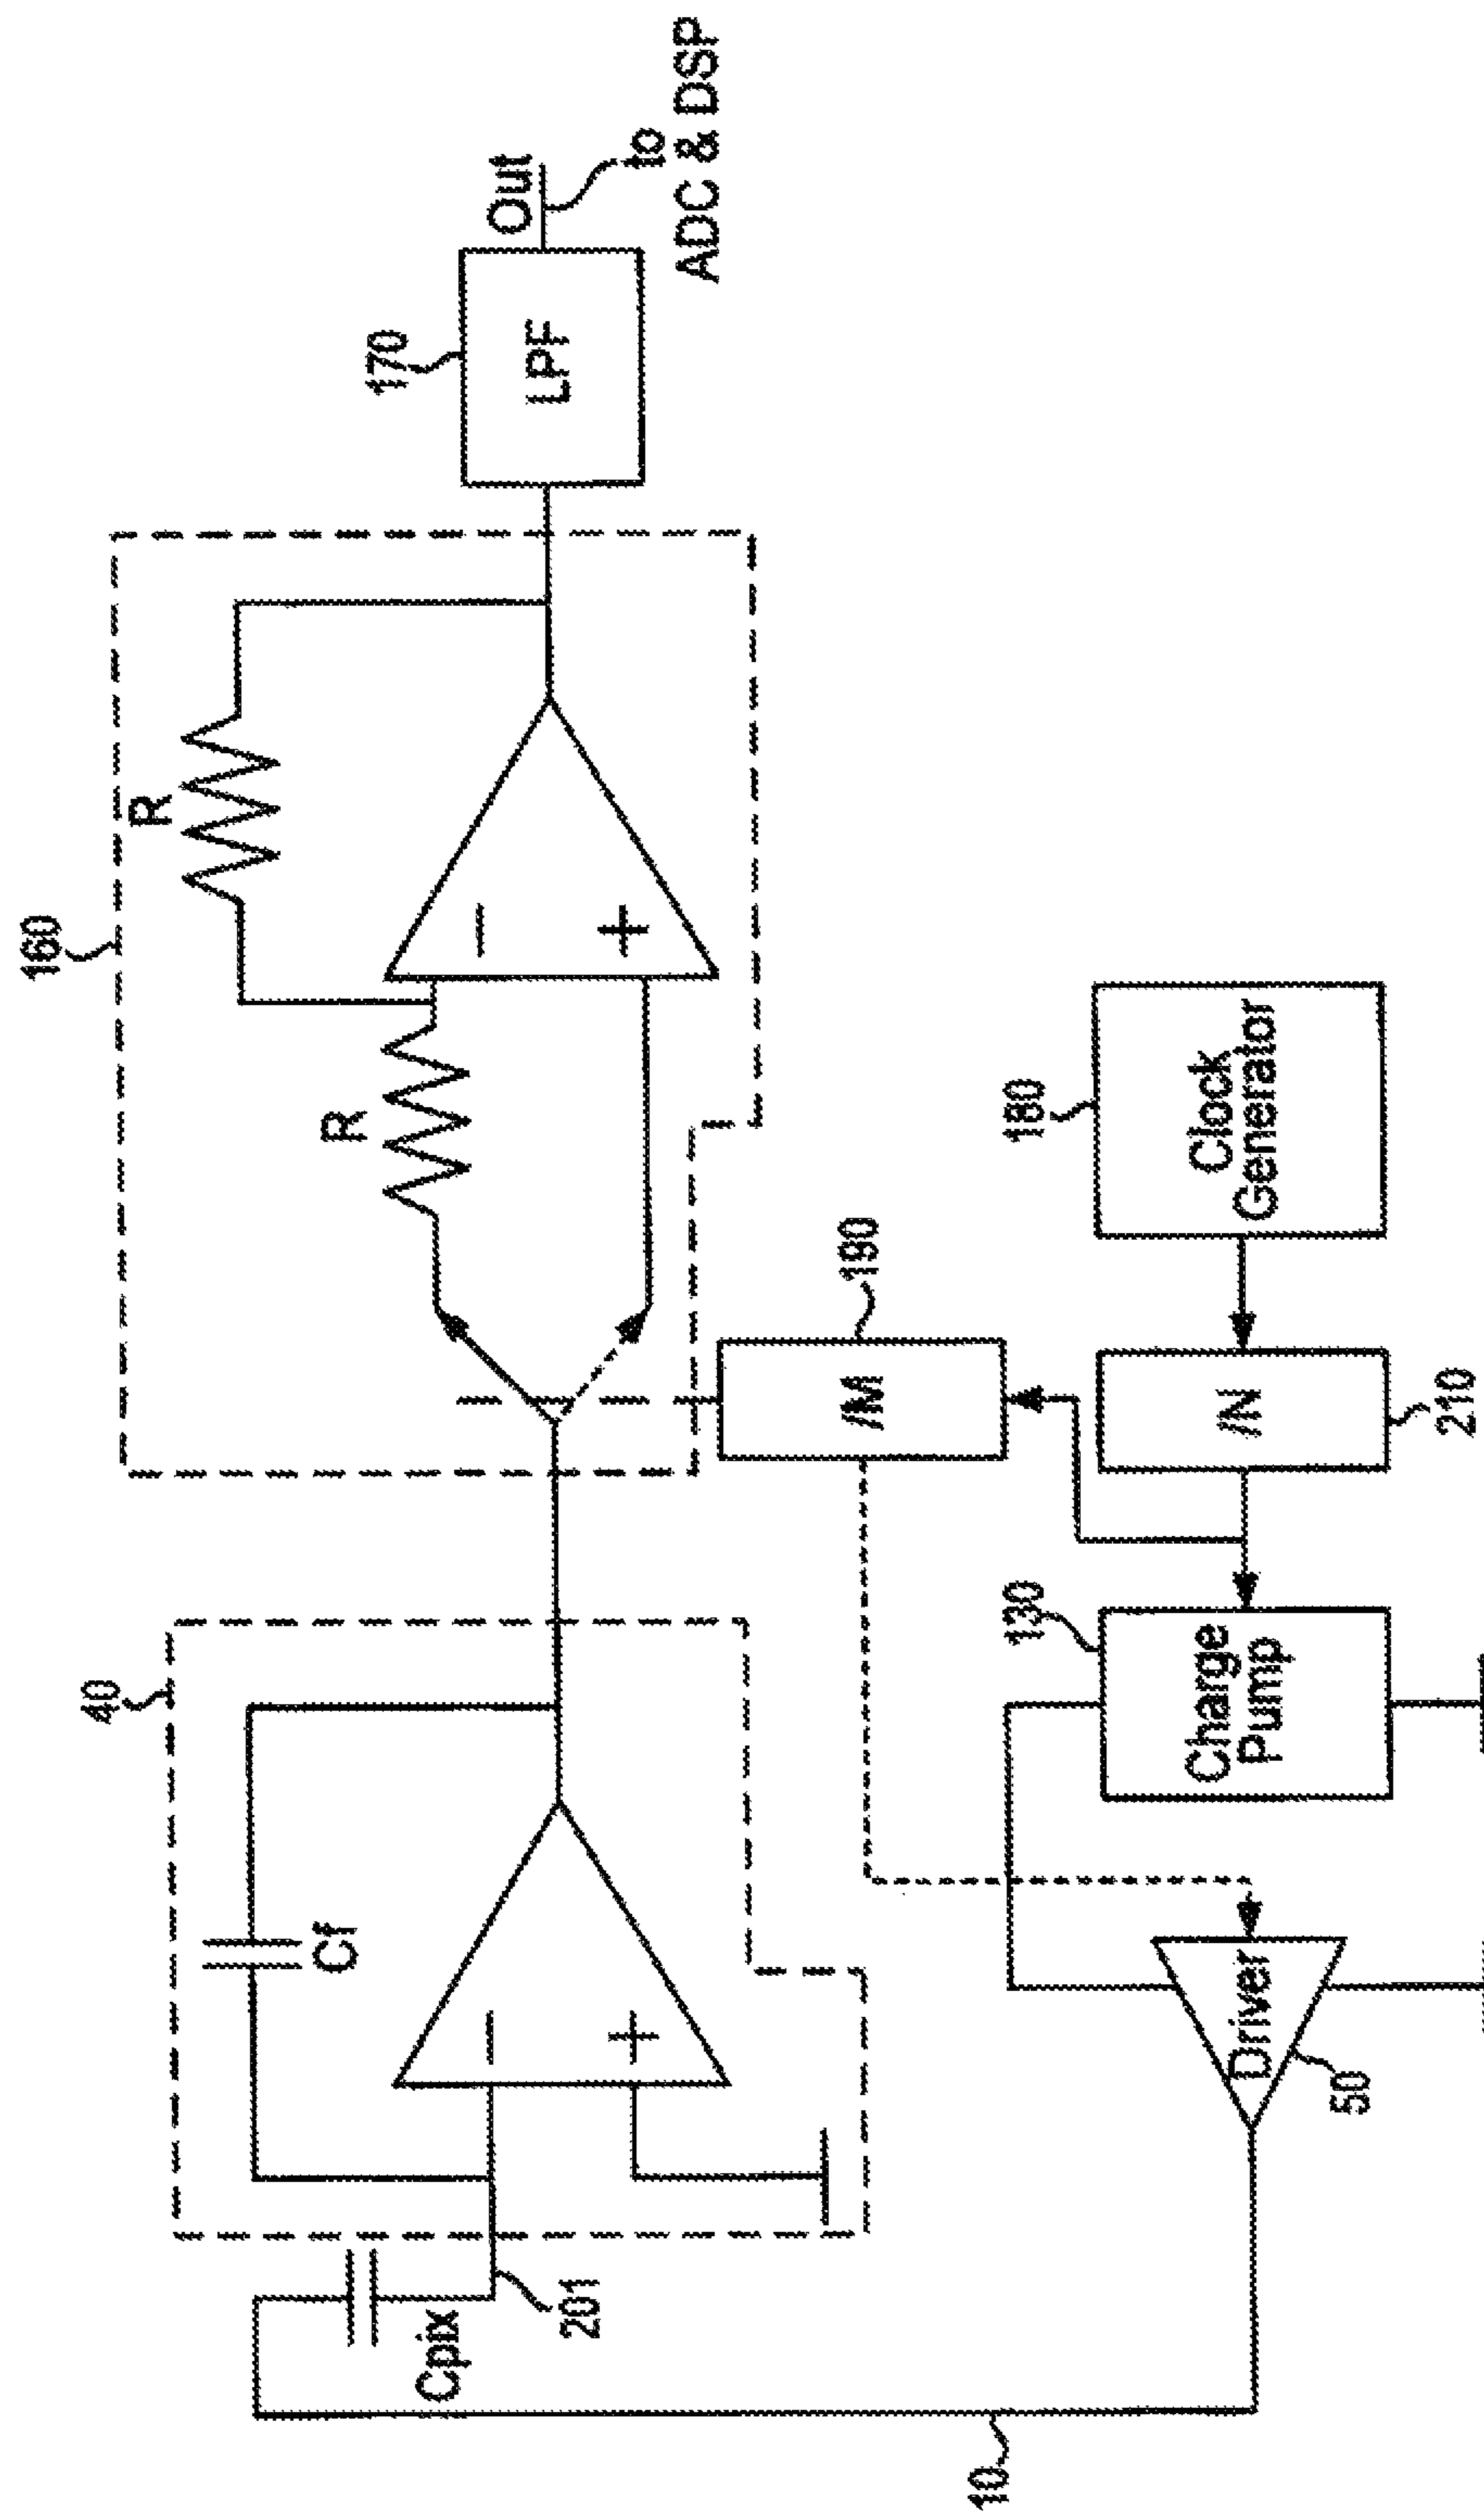 160
R
170
40
R
Out
Cf
LPF
to
ADC & DSP
−
+
−
+
Cpix
201
190
/M
130
180
Charge
Pump
/N
Clock
Generator
210
10
Driver
50